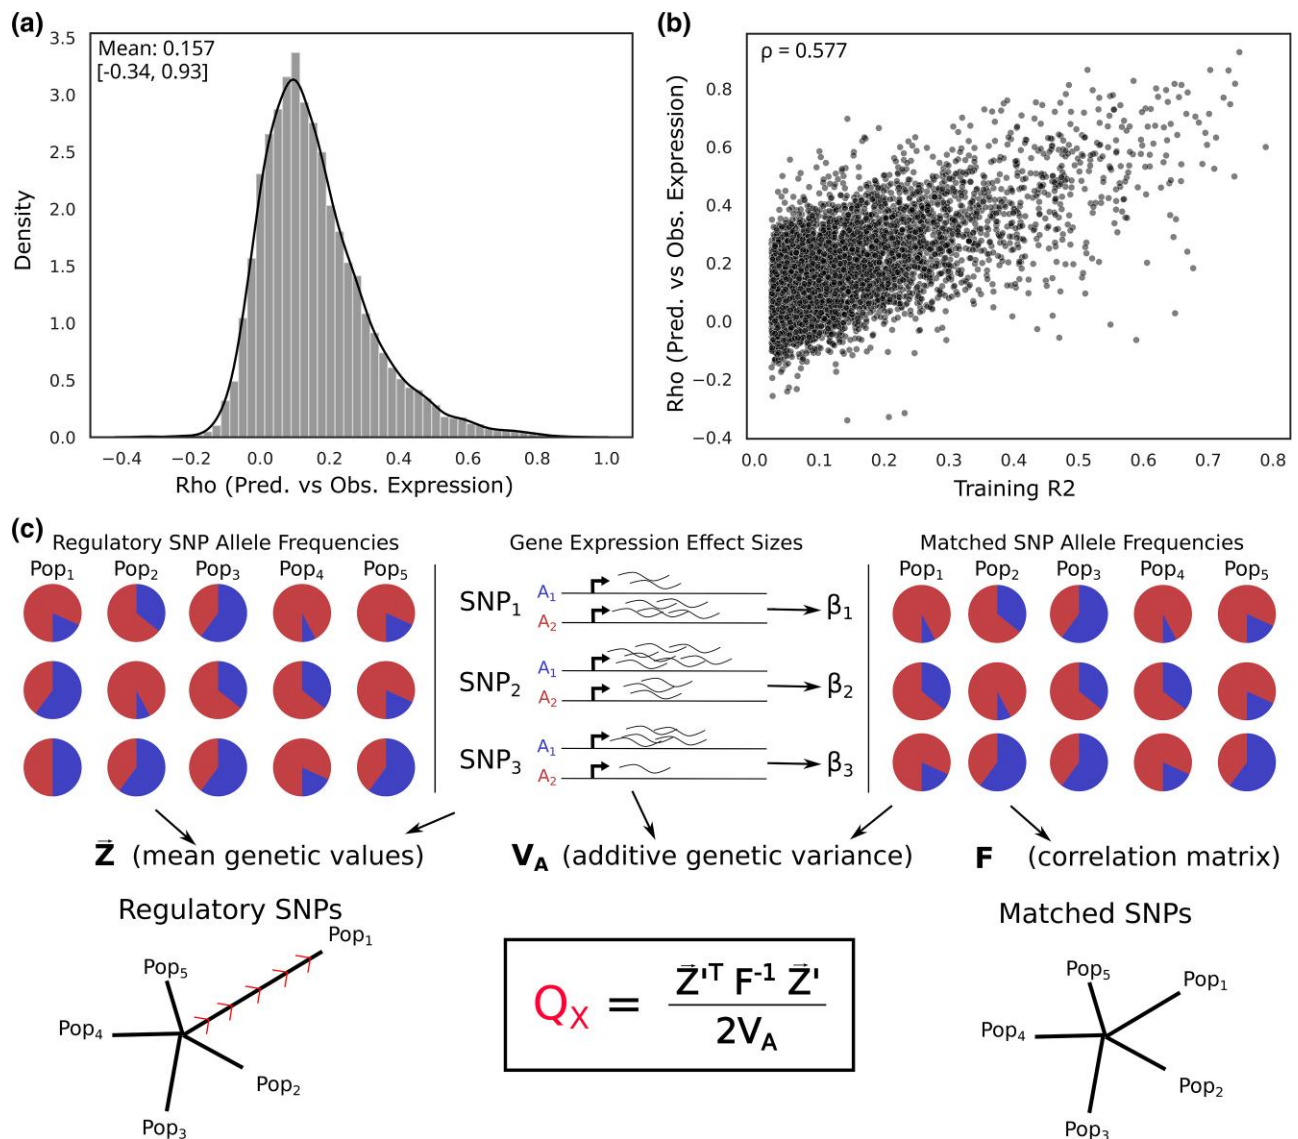 (a)
Mean: 0.157
[-0.34, 0.93]
3.5
3.0
2.5
2.0
1.5
1.0
0.5
0.0
Density
−0.4 −0.2 0.0 0.2 0.4 0.6 0.8 1.0
Rho (Pred. vs Obs. Expression)
(b)
ρ = 0.577
0.8
0.6
0.4
0.2
0.0
−0.2
−0.4
Rho (Pred. vs Obs. Expression)
0.0 0.1 0.2 0.3 0.4 0.5 0.6 0.7 0.8
Training R2
(c)
Regulatory SNP Allele Frequencies
Pop₁ Pop₂ Pop₃ Pop₄ Pop₅
Gene Expression Effect Sizes
SNP₁ A₁ A₂ β₁
SNP₂ A₁ A₂ β₂
SNP₃ A₁ A₂ β₃
Matched SNP Allele Frequencies
Pop₁ Pop₂ Pop₃ Pop₄ Pop₅
Z⃗ (mean genetic values)
V_A (additive genetic variance)
F (correlation matrix)
Regulatory SNPs
Pop₁
Pop₅
Pop₄
Pop₂
Pop₃
Q_X = Z⃗'ᵀ F⁻¹ Z⃗'
2V_A
Matched SNPs
Pop₅
Pop₁
Pop₄
Pop₂
Pop₃